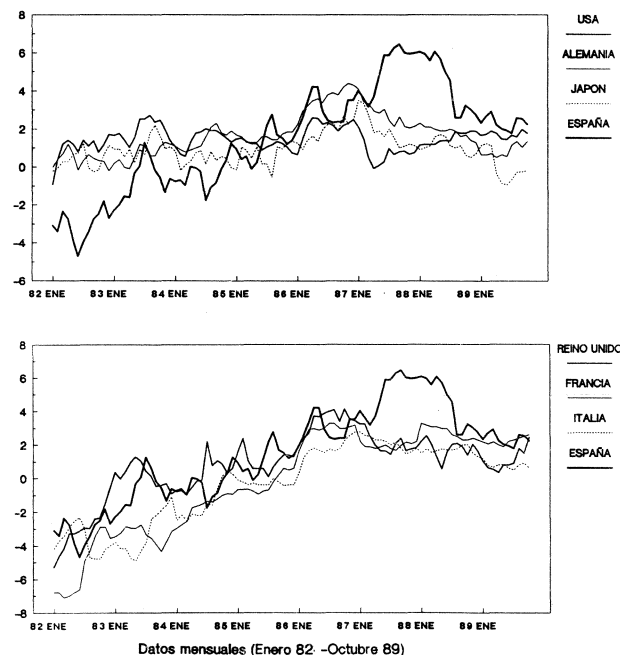 8
6
4
2
0
-2
-4
-6
82 ENE 83 ENE 84 ENE 85 ENE 86 ENE 87 ENE 88 ENE 89 ENE
USA
ALEMANIA
JAPON
ESPAÑA
8
6
4
2
0
-2
-4
-6
-8
82 ENE 83 ENE 84 ENE 85 ENE 86 ENE 87 ENE 88 ENE 89 ENE
REINO UNIDO
FRANCIA
ITALIA
ESPAÑA
Datos mensuales (Enero 82 -Octubre 89)